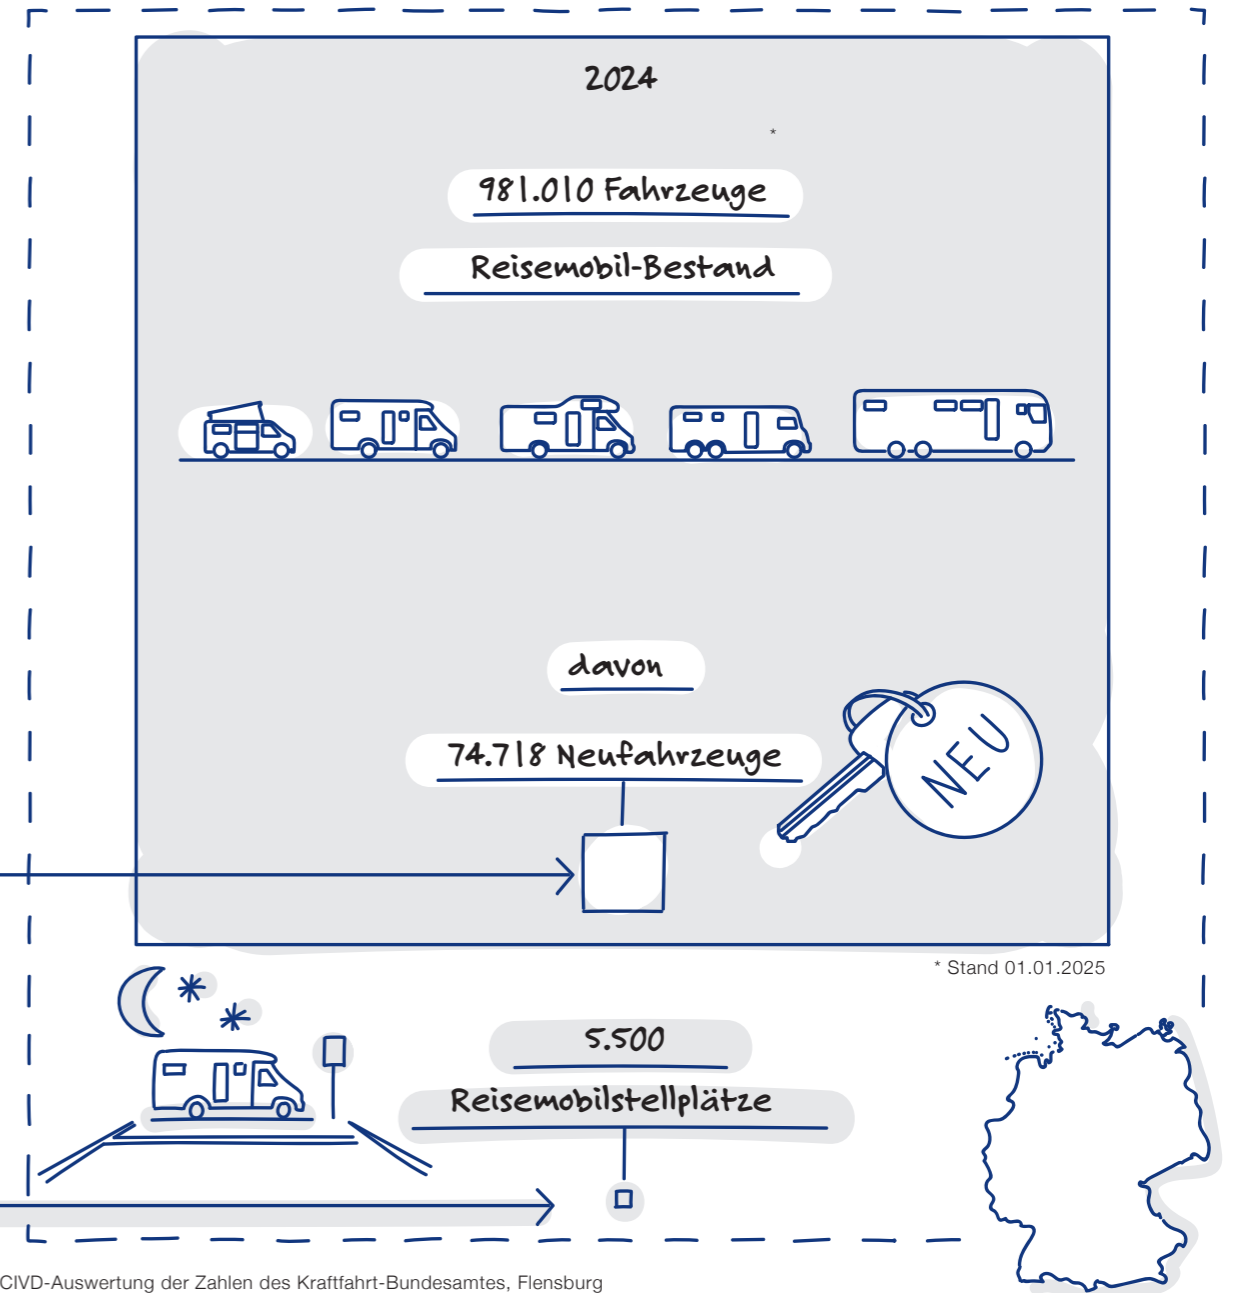 2024
*
981.010 Fahrzeuge
Reisemobil-Bestand
davon
74.718 Neufahrzeuge
NEU
* Stand 01.01.2025
5.500
Reisemobilstellplätze
CIVD-Auswertung der Zahlen des Kraftfahrt-Bundesamtes, Flensburg